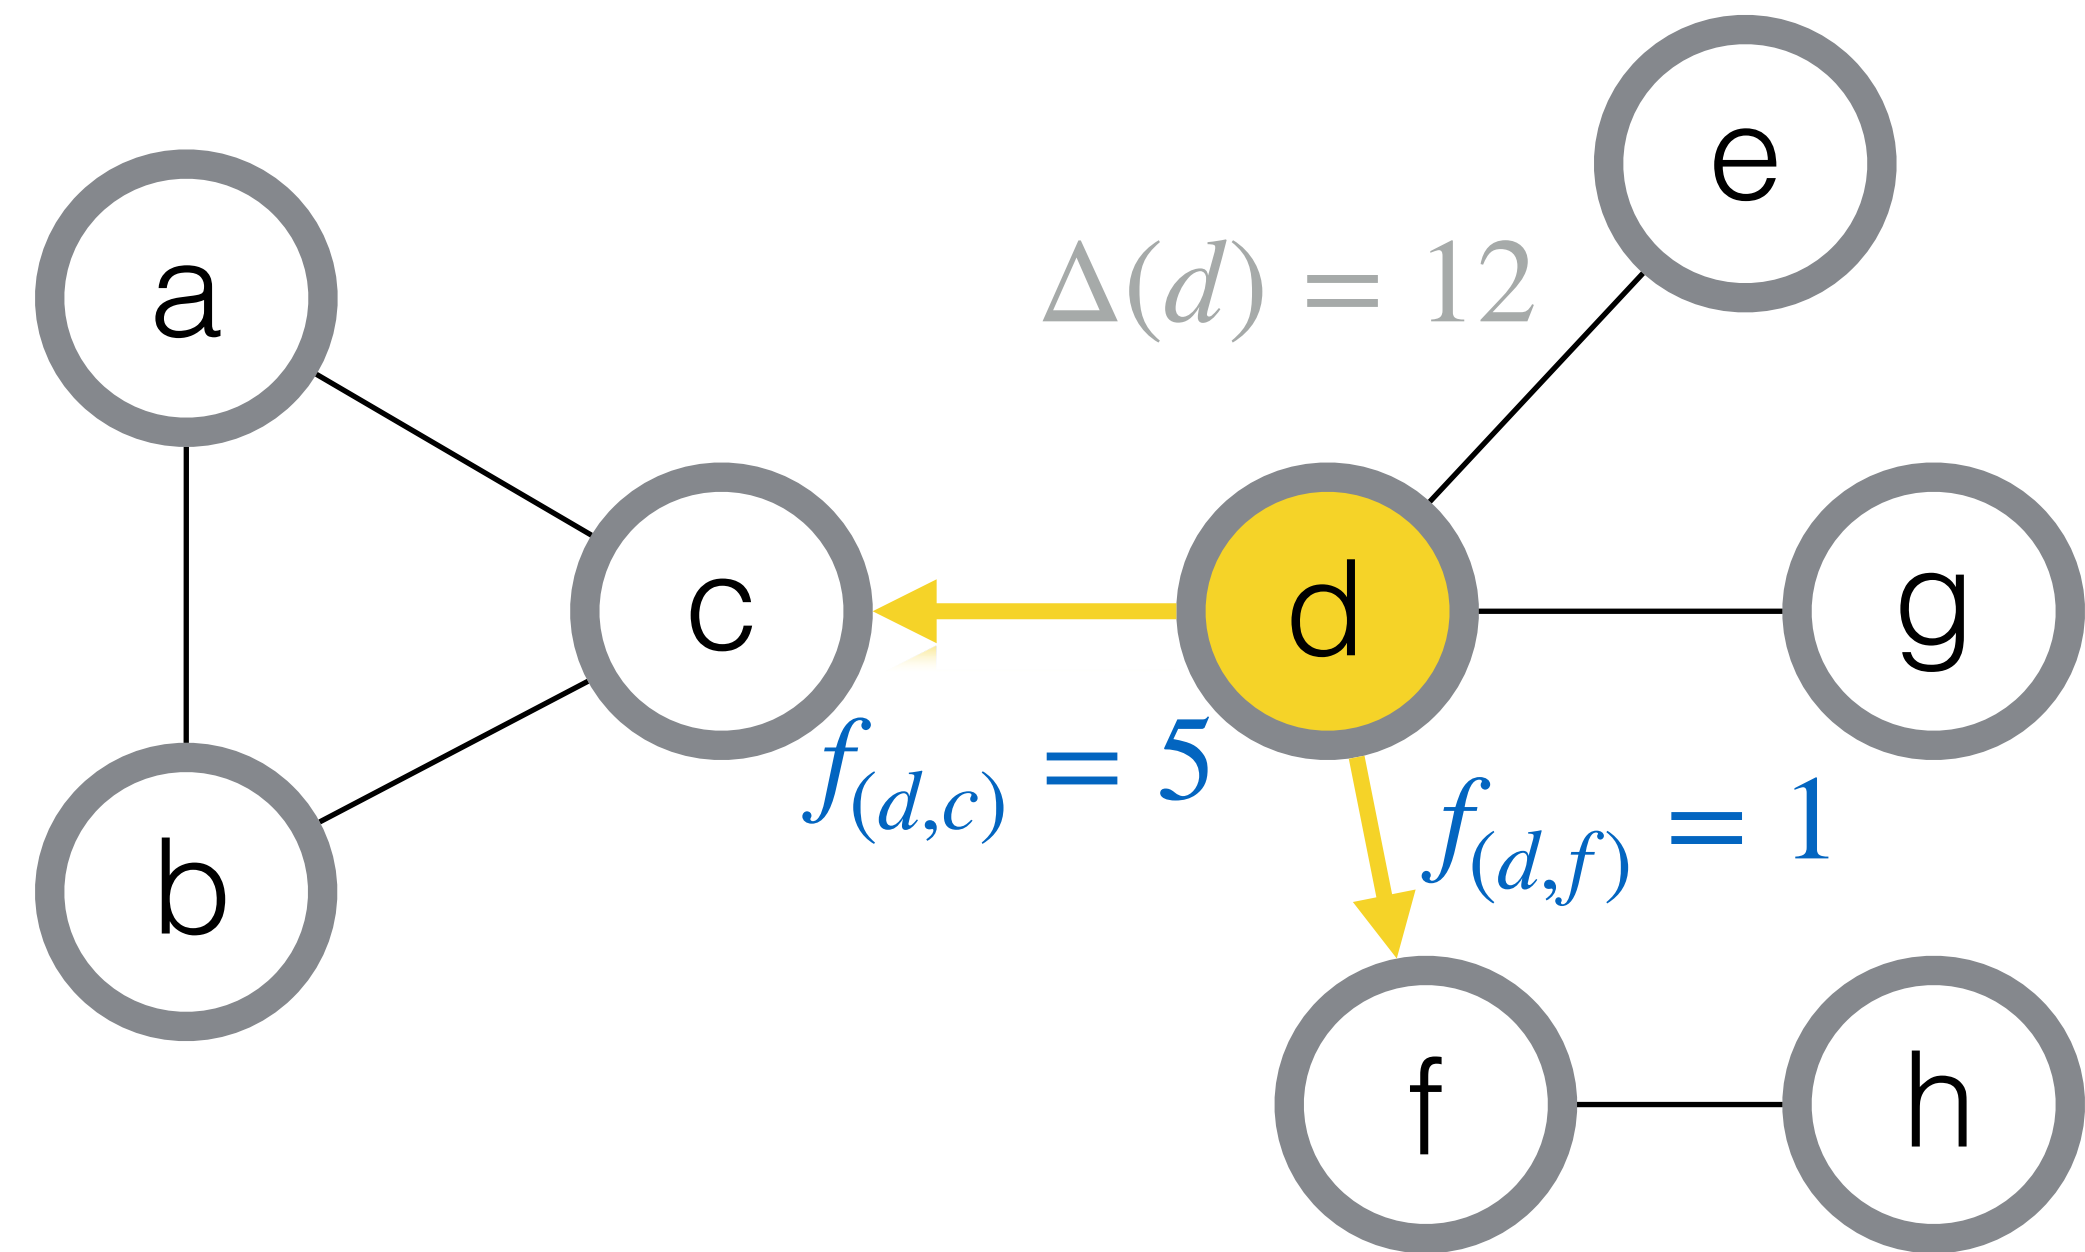 e
a
Δ(d) = 12
c
d
g
f(d,c) = 5
f(d,f) = 1
b
f
h